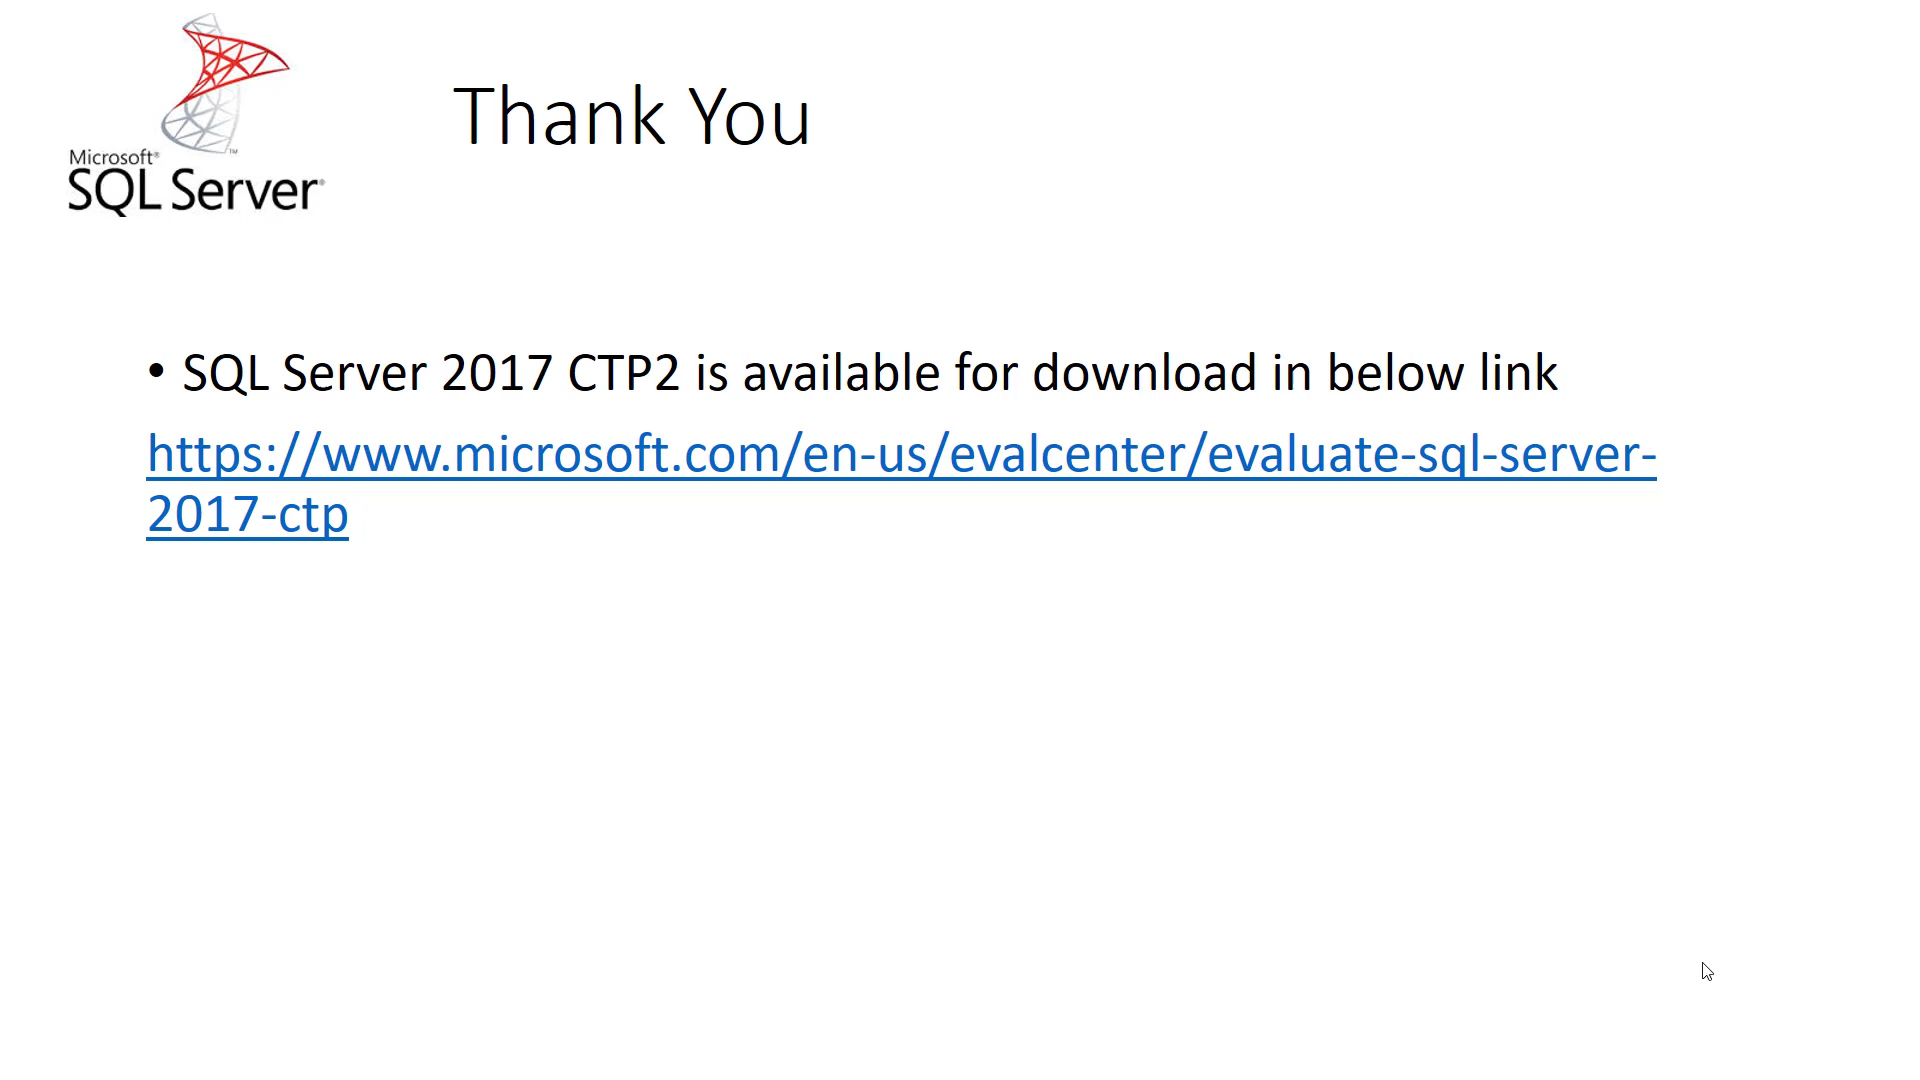 Microsoft®
SQL Server®
™
Thank You
• SQL Server 2017 CTP2 is available for download in below link
https://www.microsoft.com/en-us/evalcenter/evaluate-sql-server-
2017-ctp